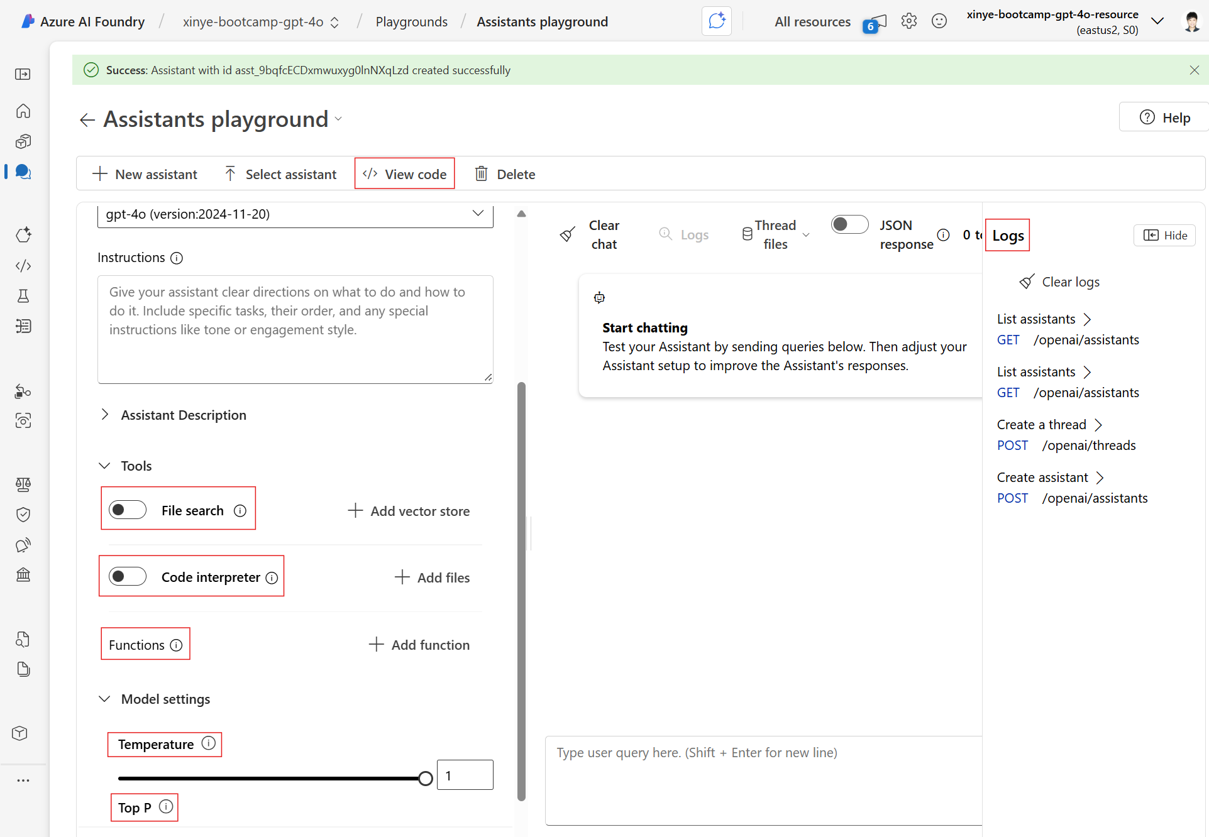 Azure AI Foundry / xinye-bootcamp-gpt-4o / Playgrounds / Assistants playground
All resources
6
xinye-bootcamp-gpt-4o-resource
(eastus2, S0)
Success: Assistant with id asst_9bqfcECDxmwuxyg0lnNXqLzd created successfully
Assistants playground
Help
New assistant
Select assistant
</> View code
Delete
gpt-4o (version:2024-11-20)
Instructions
Give your assistant clear directions on what to do and how to
do it. Include specific tasks, their order, and any special
instructions like tone or engagement style.
Assistant Description
Tools
File search
Add vector store
Code interpreter
Add files
Functions
Add function
Model settings
Temperature
1
Top P
Clear
chat
Logs
Thread
files
JSON
response
0 t
Start chatting
Test your Assistant by sending queries below. Then adjust your
Assistant setup to improve the Assistant's responses.
Type user query here. (Shift + Enter for new line)
Logs
Hide
Clear logs
List assistants
GET /openai/assistants
List assistants
GET /openai/assistants
Create a thread
POST /openai/threads
Create assistant
POST /openai/assistants